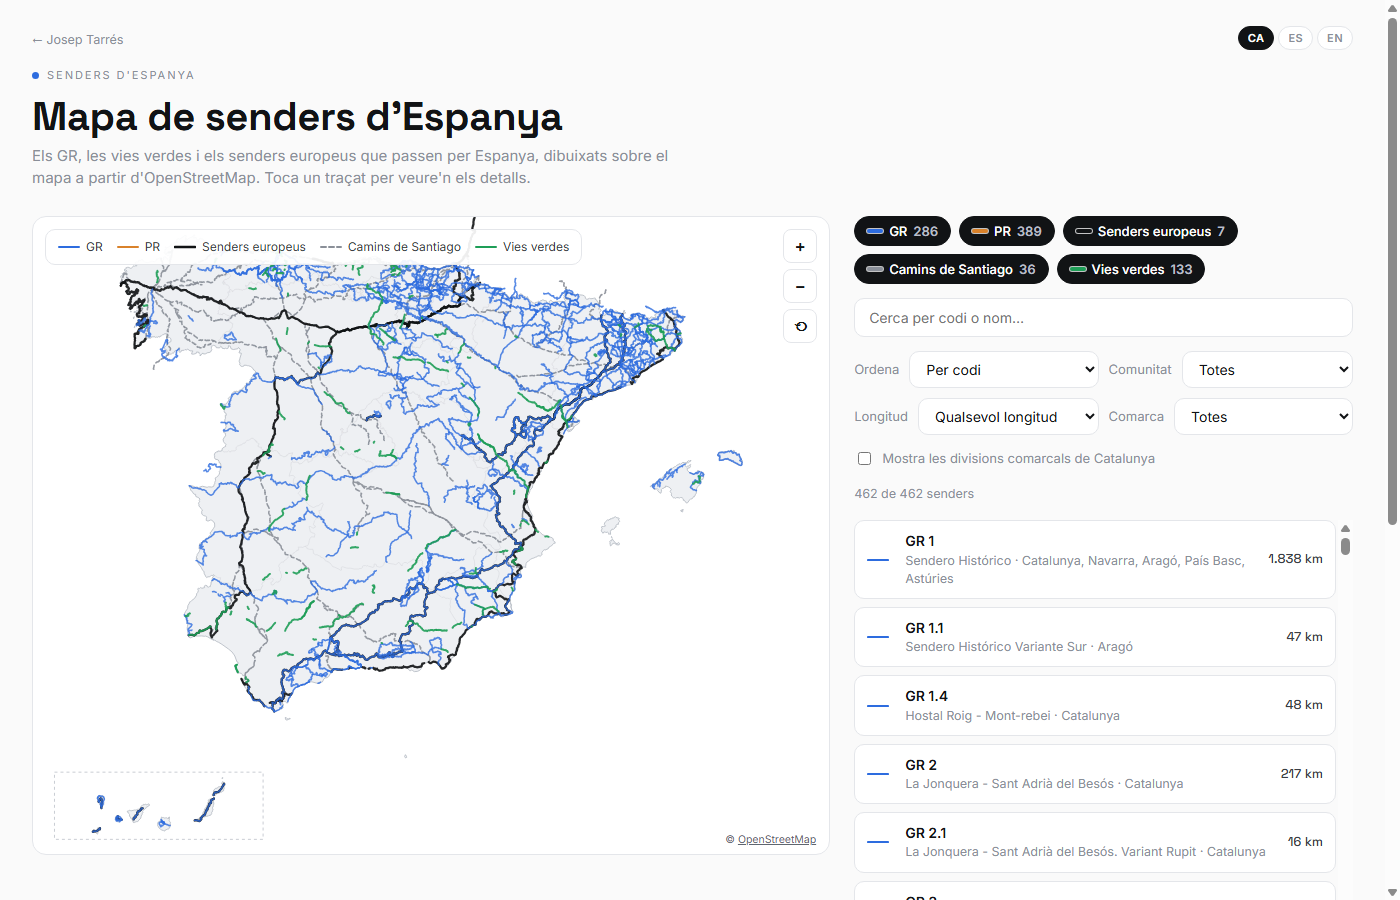 ← Josep Tarrés
CA ES EN
SENDERS D'ESPANYA
Mapa de senders d'Espanya
Els GR, les vies verdes i els senders europeus que passen per Espanya, dibuixats sobre el
mapa a partir d'OpenStreetMap. Toca un traçat per veure'n els detalls.
GR PR Senders europeus Camins de Santiago Vies verdes
+
−
© OpenStreetMap
GR 286 PR 389 Senders europeus 7
Camins de Santiago 36 Vies verdes 133
Cerca per codi o nom...
Ordena Per codi Comunitat Totes
Longitud Qualsevol longitud Comarca Totes
Mostra les divisions comarcals de Catalunya
462 de 462 senders
GR 1
Sendero Histórico · Catalunya, Navarra, Aragó, País Basc,
Astúries
1.838 km
GR 1.1
Sendero Histórico Variante Sur · Aragó
47 km
GR 1.4
Hostal Roig - Mont-rebei · Catalunya
48 km
GR 2
La Jonquera - Sant Adrià del Besós · Catalunya
217 km
GR 2.1
La Jonquera - Sant Adrià del Besós. Variant Rupit · Catalunya
16 km